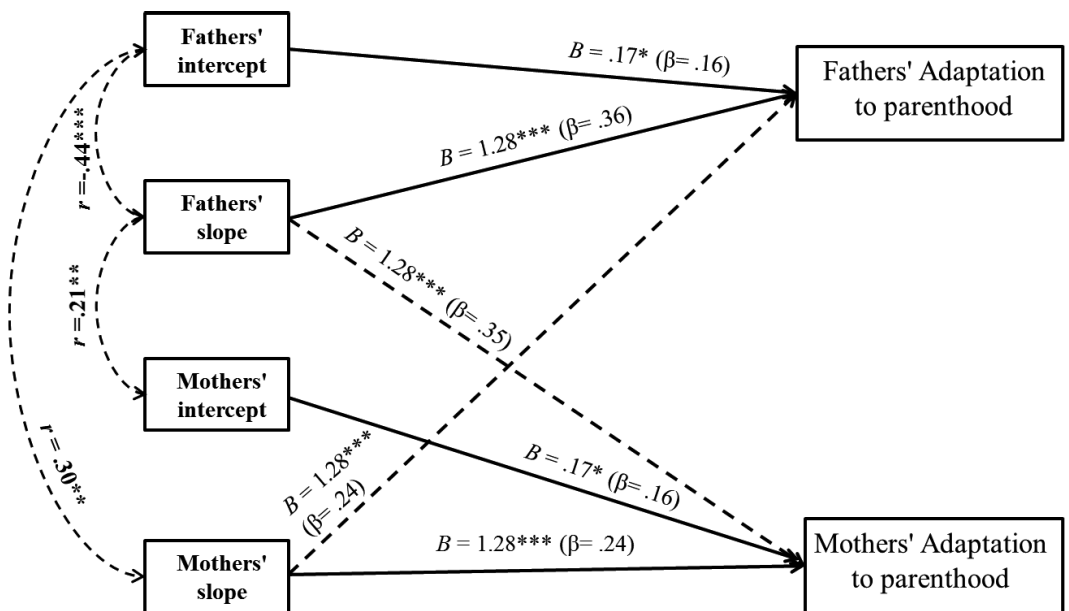 Fathers'
intercept
Fathers'
slope
Mothers'
intercept
Mothers'
slope
r =-.44***
r =.21**
r =.30**
B = .17* (β= .16)
B = 1.28*** (β= .36)
B = 1.28*** (β= .35)
B = 1.28***
(β= .24)
B = .17* (β= .16)
B = 1.28*** (β= .24)
Fathers' Adaptation
to parenthood
Mothers' Adaptation
to parenthood